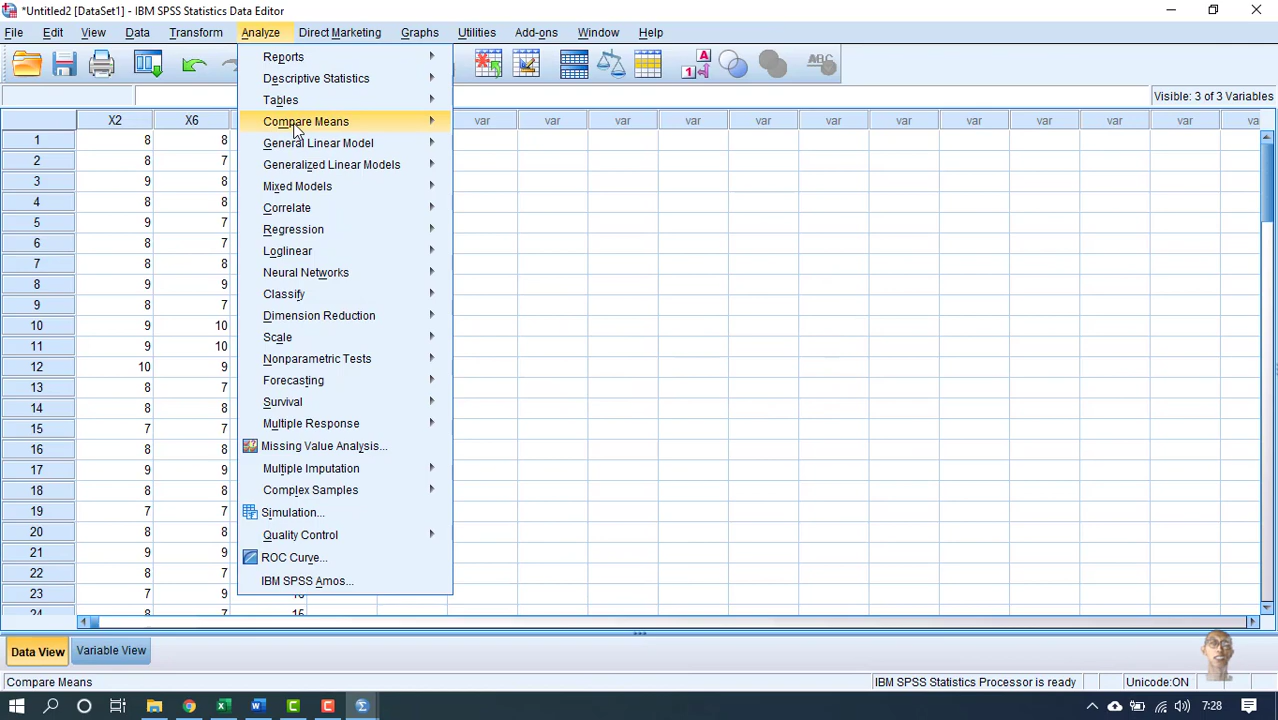 *Untitled2 [DataSet1] - IBM SPSS Statistics Data Editor
File Edit View Data Transform Analyze Direct Marketing Graphs Utilities Add-ons Window Help
Visible: 3 of 3 Variables
X2 X6 var var var var var var var var var var var
1 8 8
2 8 7
3 9 8
4 8 8
5 9 7
6 8 7
7 8 8
8 9 9
9 8 7
10 9 10
11 9 10
12 10 9
13 8 7
14 8 8
15 7 7
16 8 8
17 9 9
18 8 8
19 7 7
20 8 8
21 9 9
22 8 7
23 7 9 16
24 8 7 15
Reports
Descriptive Statistics
Tables
Compare Means
General Linear Model
Generalized Linear Models
Mixed Models
Correlate
Regression
Loglinear
Neural Networks
Classify
Dimension Reduction
Scale
Nonparametric Tests
Forecasting
Survival
Multiple Response
Missing Value Analysis...
Multiple Imputation
Complex Samples
Simulation...
Quality Control
ROC Curve...
IBM SPSS Amos...
Data View Variable View
Compare Means
IBM SPSS Statistics Processor is ready
Unicode:ON
7:28